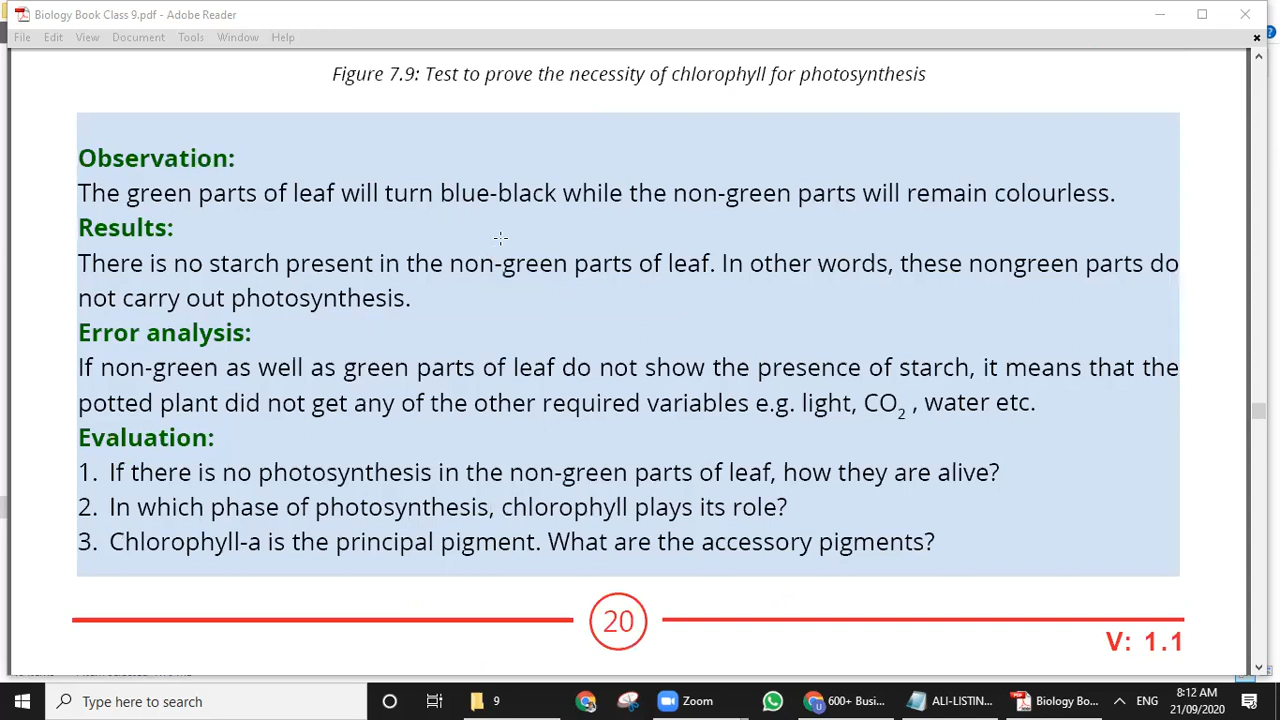 Biology Book Class 9.pdf - Adobe Reader
File Edit View Document Tools Window Help
Figure 7.9: Test to prove the necessity of chlorophyll for photosynthesis
Observation:
The green parts of leaf will turn blue-black while the non-green parts will remain colourless.
Results:
There is no starch present in the non-green parts of leaf. In other words, these nongreen parts do
not carry out photosynthesis.
Error analysis:
If non-green as well as green parts of leaf do not show the presence of starch, it means that the
potted plant did not get any of the other required variables e.g. light, CO2 , water etc.
Evaluation:
1. If there is no photosynthesis in the non-green parts of leaf, how they are alive?
2. In which phase of photosynthesis, chlorophyll plays its role?
3. Chlorophyll-a is the principal pigment. What are the accessory pigments?
20
V: 1.1
Type here to search
9
Zoom
600+ Busi...
ALI-LISTIN...
Biology Bo...
ENG
8:12 AM
21/09/2020